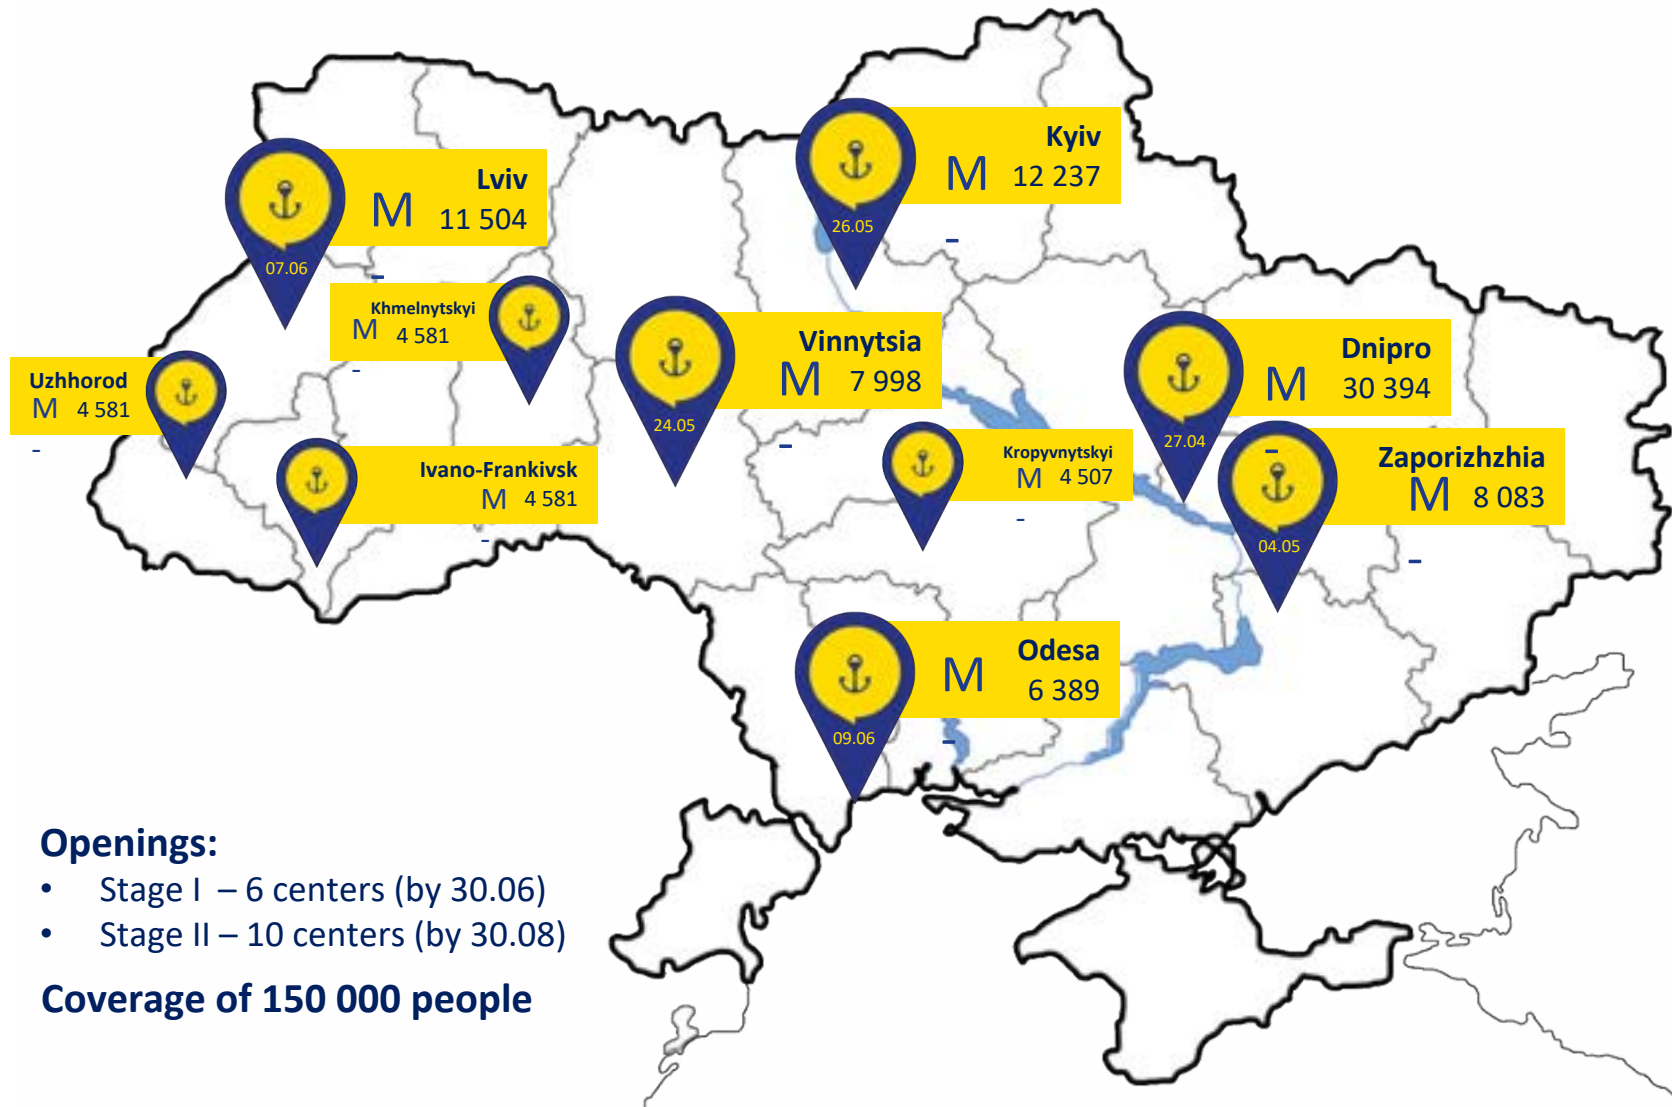 Kyiv
M 12 237
26.05
-
Lviv
M 11 504
07.06
-
Khmelnytskyi
M 4 581
-
Vinnytsia
M 7 998
24.05
-
Dnipro
M 30 394
27.04
-
Uzhhorod
M 4 581
-
Ivano-Frankivsk
M 4 581
-
Kropyvnytskyi
M 4 507
-
Zaporizhzhia
M 8 083
04.05
-
Odesa
M 6 389
09.06
-
Openings:
• Stage I – 6 centers (by 30.06)
• Stage II – 10 centers (by 30.08)
Coverage of 150 000 people